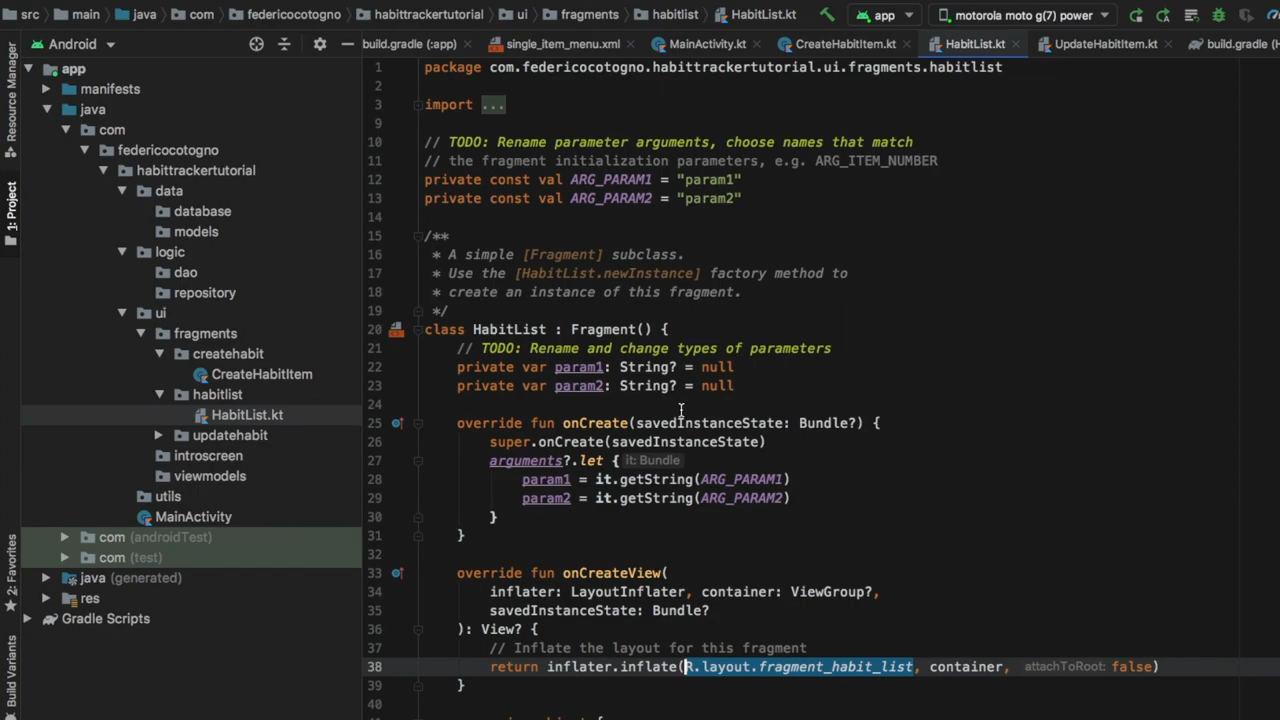 src main java com federicocotogno habittrackertutorial ui fragments habitlist HabitList.kt app motorola moto g(7) power
Android build.gradle (:app) single_item_menu.xml MainActivity.kt CreateHabitItem.kt HabitList.kt UpdateHabitItem.kt build.gradle (H
Resource Manager
1: Project
2: Favorites
Build Variants
app
manifests
java
com
federicocotogno
habittrackertutorial
data
database
models
logic
dao
repository
ui
fragments
createhabit
CreateHabitItem
habitlist
HabitList.kt
updatehabit
introscreen
viewmodels
utils
MainActivity
com (androidTest)
com (test)
java (generated)
res
Gradle Scripts
1 package com.federicocotogno.habittrackertutorial.ui.fragments.habitlist
2
3 import ...
9
10 // TODO: Rename parameter arguments, choose names that match
11 // the fragment initialization parameters, e.g. ARG_ITEM_NUMBER
12 private const val ARG_PARAM1 = "param1"
13 private const val ARG_PARAM2 = "param2"
14
15 /**
16 * A simple [Fragment] subclass.
17 * Use the [HabitList.newInstance] factory method to
18 * create an instance of this fragment.
19 */
20 class HabitList : Fragment() {
21 // TODO: Rename and change types of parameters
22 private var param1: String? = null
23 private var param2: String? = null
24
25 override fun onCreate(savedInstanceState: Bundle?) {
26 super.onCreate(savedInstanceState)
27 arguments?.let { it: Bundle
28 param1 = it.getString(ARG_PARAM1)
29 param2 = it.getString(ARG_PARAM2)
30 }
31 }
32
33 override fun onCreateView(
34 inflater: LayoutInflater, container: ViewGroup?,
35 savedInstanceState: Bundle?
36 ): View? {
37 // Inflate the layout for this fragment
38 return inflater.inflate(R.layout.fragment_habit_list, container, attachToRoot: false)
39 }
40